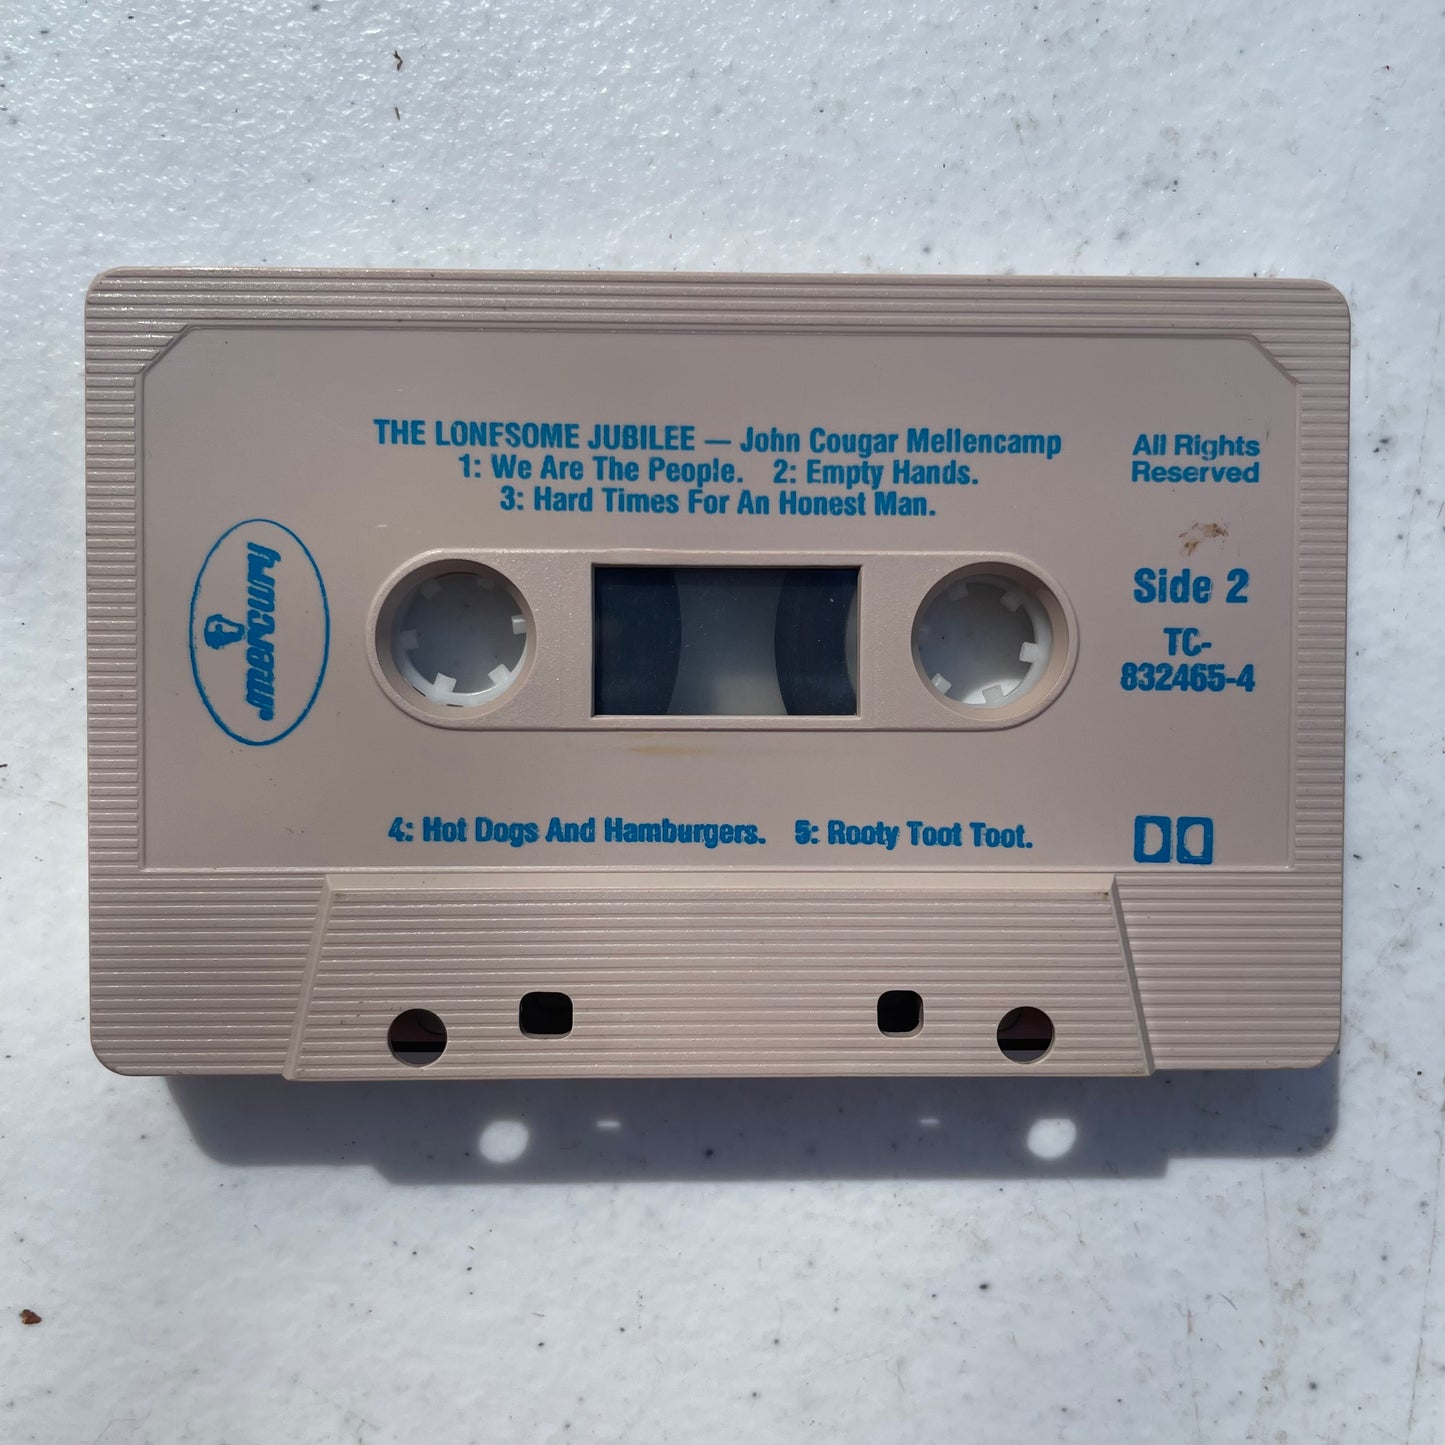 THE LONESOME JUBILEE — John Cougar Mellencamp
1: We Are The People. 2: Empty Hands.
3: Hard Times For An Honest Man.
All Rights
Reserved
mercury
Side 2
TC-
832465-4
4: Hot Dogs And Hamburgers. 5: Rooty Toot Toot.